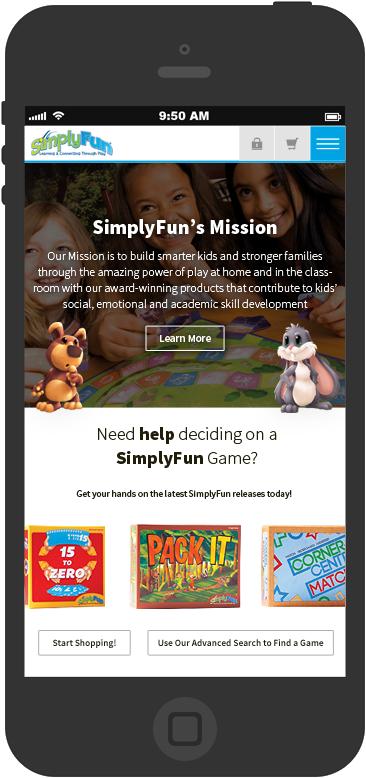 9:50 AM
SimplyFun
Learning & Connecting Through Play
SimplyFun's Mission
Our Mission is to build smarter kids and stronger families
through the amazing power of play at home and in the class-
room with our award-winning products that contribute to kids'
social, emotional and academic skill development
Learn More
Need help deciding on a
SimplyFun Game?
Get your hands on the latest SimplyFun releases today!
15
TO
ZERO
PACK IT
CORNER
CENT
MATCH
Start Shopping!
Use Our Advanced Search to Find a Game